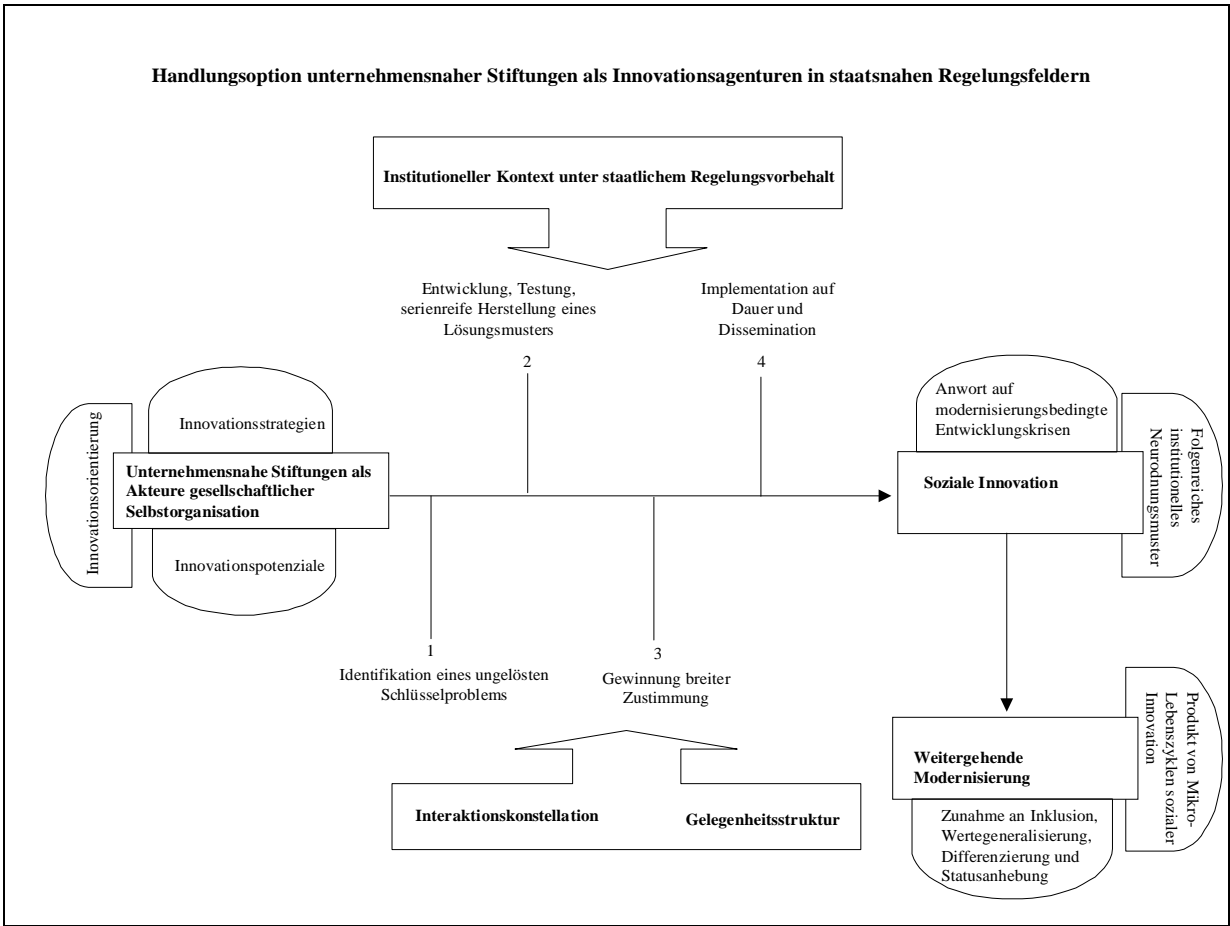 Handlungsoption unternehmensnaher Stiftungen als Innovationsagenturen in staatsnahen Regelungsfeldern
Institutioneller Kontext unter staatlichem Regelungsvorbehalt
Entwicklung, Testung,
serienreife Herstellung eines
Lösungsmusters
2
Implementation auf
Dauer und
Dissemination
4
Innovationsorientierung
Innovationsstrategien
Unternehmensnahe Stiftungen als
Akteure gesellschaftlicher
Selbstorganisation
Innovationspotenziale
Anwort auf
modernisierungsbedingte
Entwicklungskrisen
Soziale Innovation
Folgenreiches
institutionelles
Neurodnungsmuster
1
Identifikation eines ungelösten
Schlüsselproblems
3
Gewinnung breiter
Zustimmung
Interaktionskonstellation
Gelegenheitsstruktur
Weitergehende
Modernisierung
Zunahme an Inklusion,
Wertegeneralisierung,
Differenzierung und
Statusanhebung
Produkt von Mikro-
Lebenszyklen sozialer
Innovation